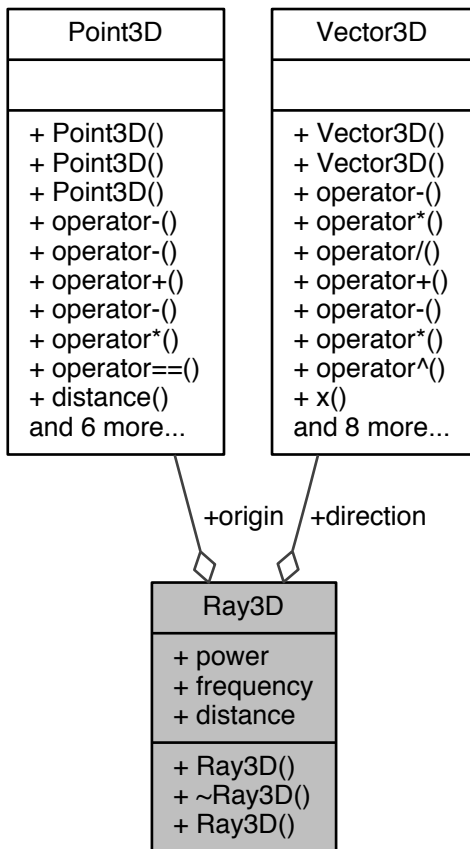 Point3D
+ Point3D()
+ Point3D()
+ Point3D()
+ operator-()
+ operator-()
+ operator+()
+ operator-()
+ operator*()
+ operator==()
+ distance()
and 6 more...
Vector3D
+ Vector3D()
+ Vector3D()
+ operator-()
+ operator*()
+ operator/()
+ operator+()
+ operator-()
+ operator*()
+ operator^()
+ x()
and 8 more...
+origin
+direction
Ray3D
+ power
+ frequency
+ distance
+ Ray3D()
+ ~Ray3D()
+ Ray3D()